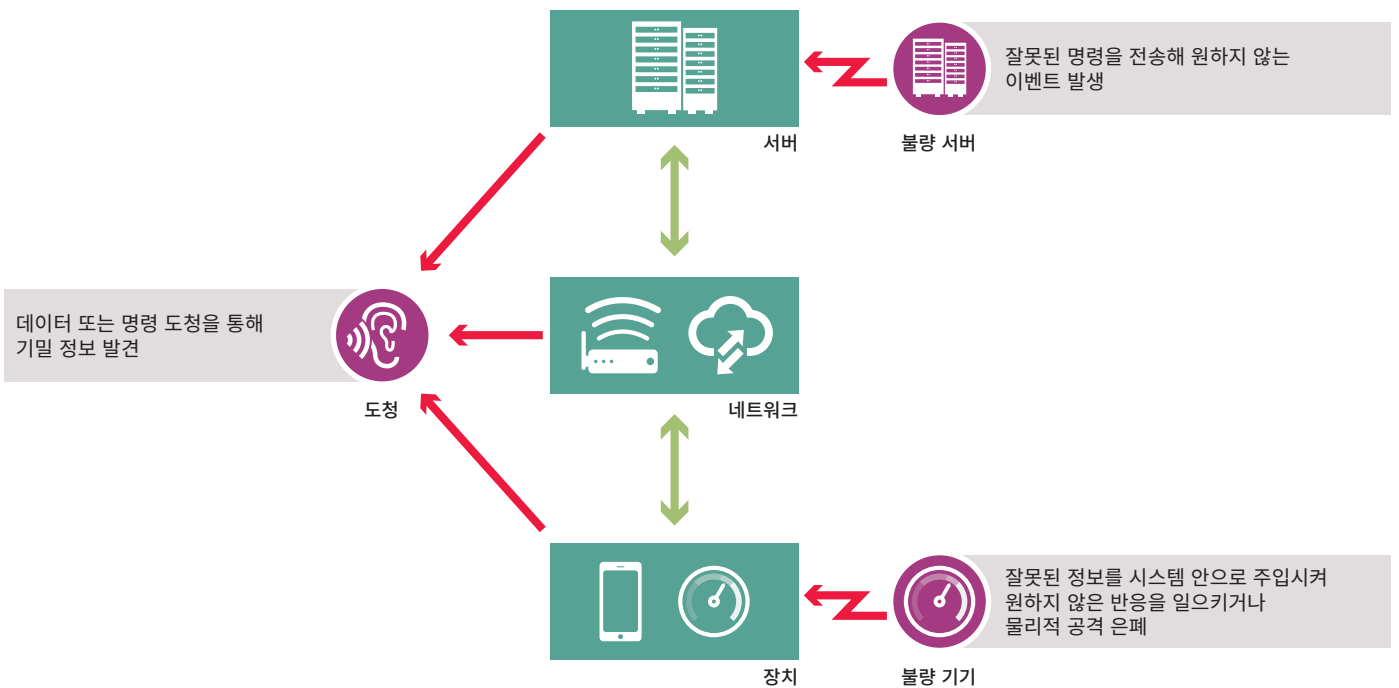 잘못된 명령을 전송해 원하지 않는
이벤트 발생
서버
불량 서버
데이터 또는 명령 도청을 통해
기밀 정보 발견
도청
네트워크
잘못된 정보를 시스템 안으로 주입시켜
원하지 않은 반응을 일으키거나
물리적 공격 은폐
장치
불량 기기